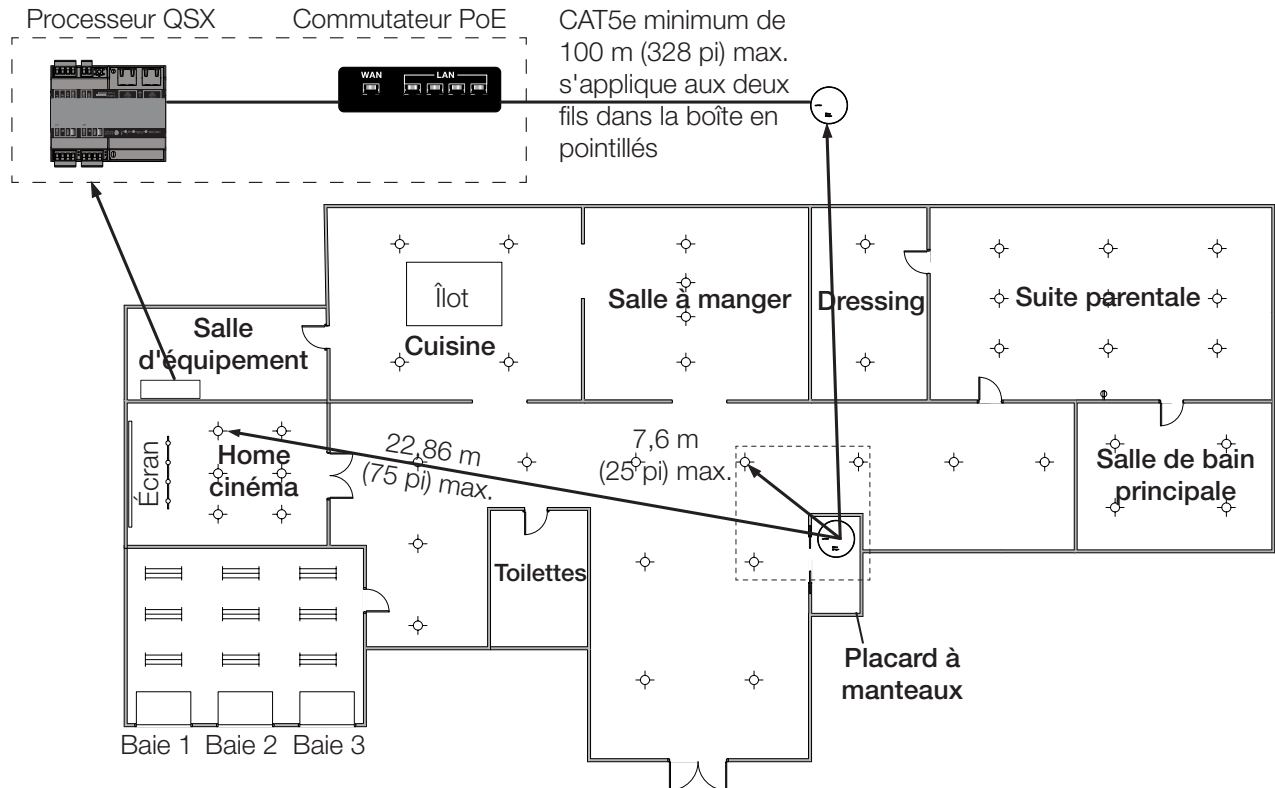 Processeur QSX
Commutateur PoE
CAT5e minimum de
100 m (328 pi) max.
s'applique aux deux
fils dans la boîte en
pointillés
WAN
LAN
Îlot
Cuisine
Salle à manger
Dressing
Suite parentale
Salle
d'équipement
Écran
Home
cinéma
22,86 m
(75 pi) max.
7,6 m
(25 pi) max.
Salle de bain
principale
Toilettes
Placard à
manteaux
Baie 1
Baie 2
Baie 3